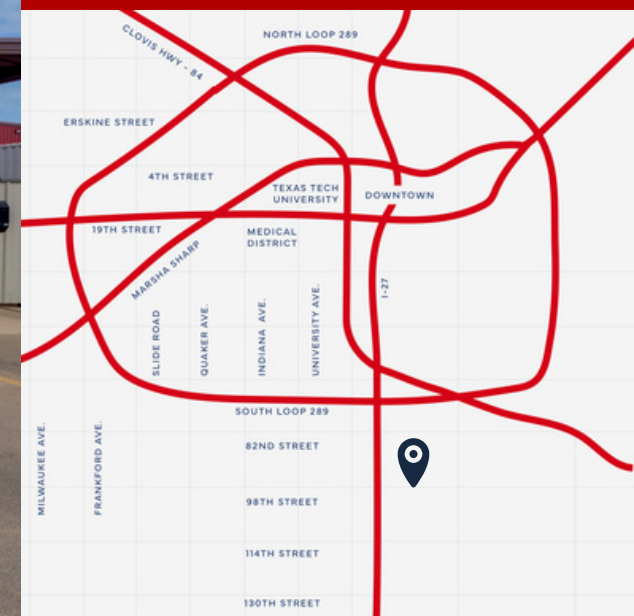 NORTH LOOP 289
CLOVIS HWY - 84
ERSKINE STREET
4TH STREET
TEXAS TECH
UNIVERSITY
DOWNTOWN
19TH STREET
MEDICAL
DISTRICT
MARSHA SHARP
I-27
SLIDE ROAD
QUAKER AVE.
INDIANA AVE.
UNIVERSITY AVE.
SOUTH LOOP 289
MILWAUKEE AVE.
FRANKFORD AVE.
82ND STREET
98TH STREET
114TH STREET
130TH STREET